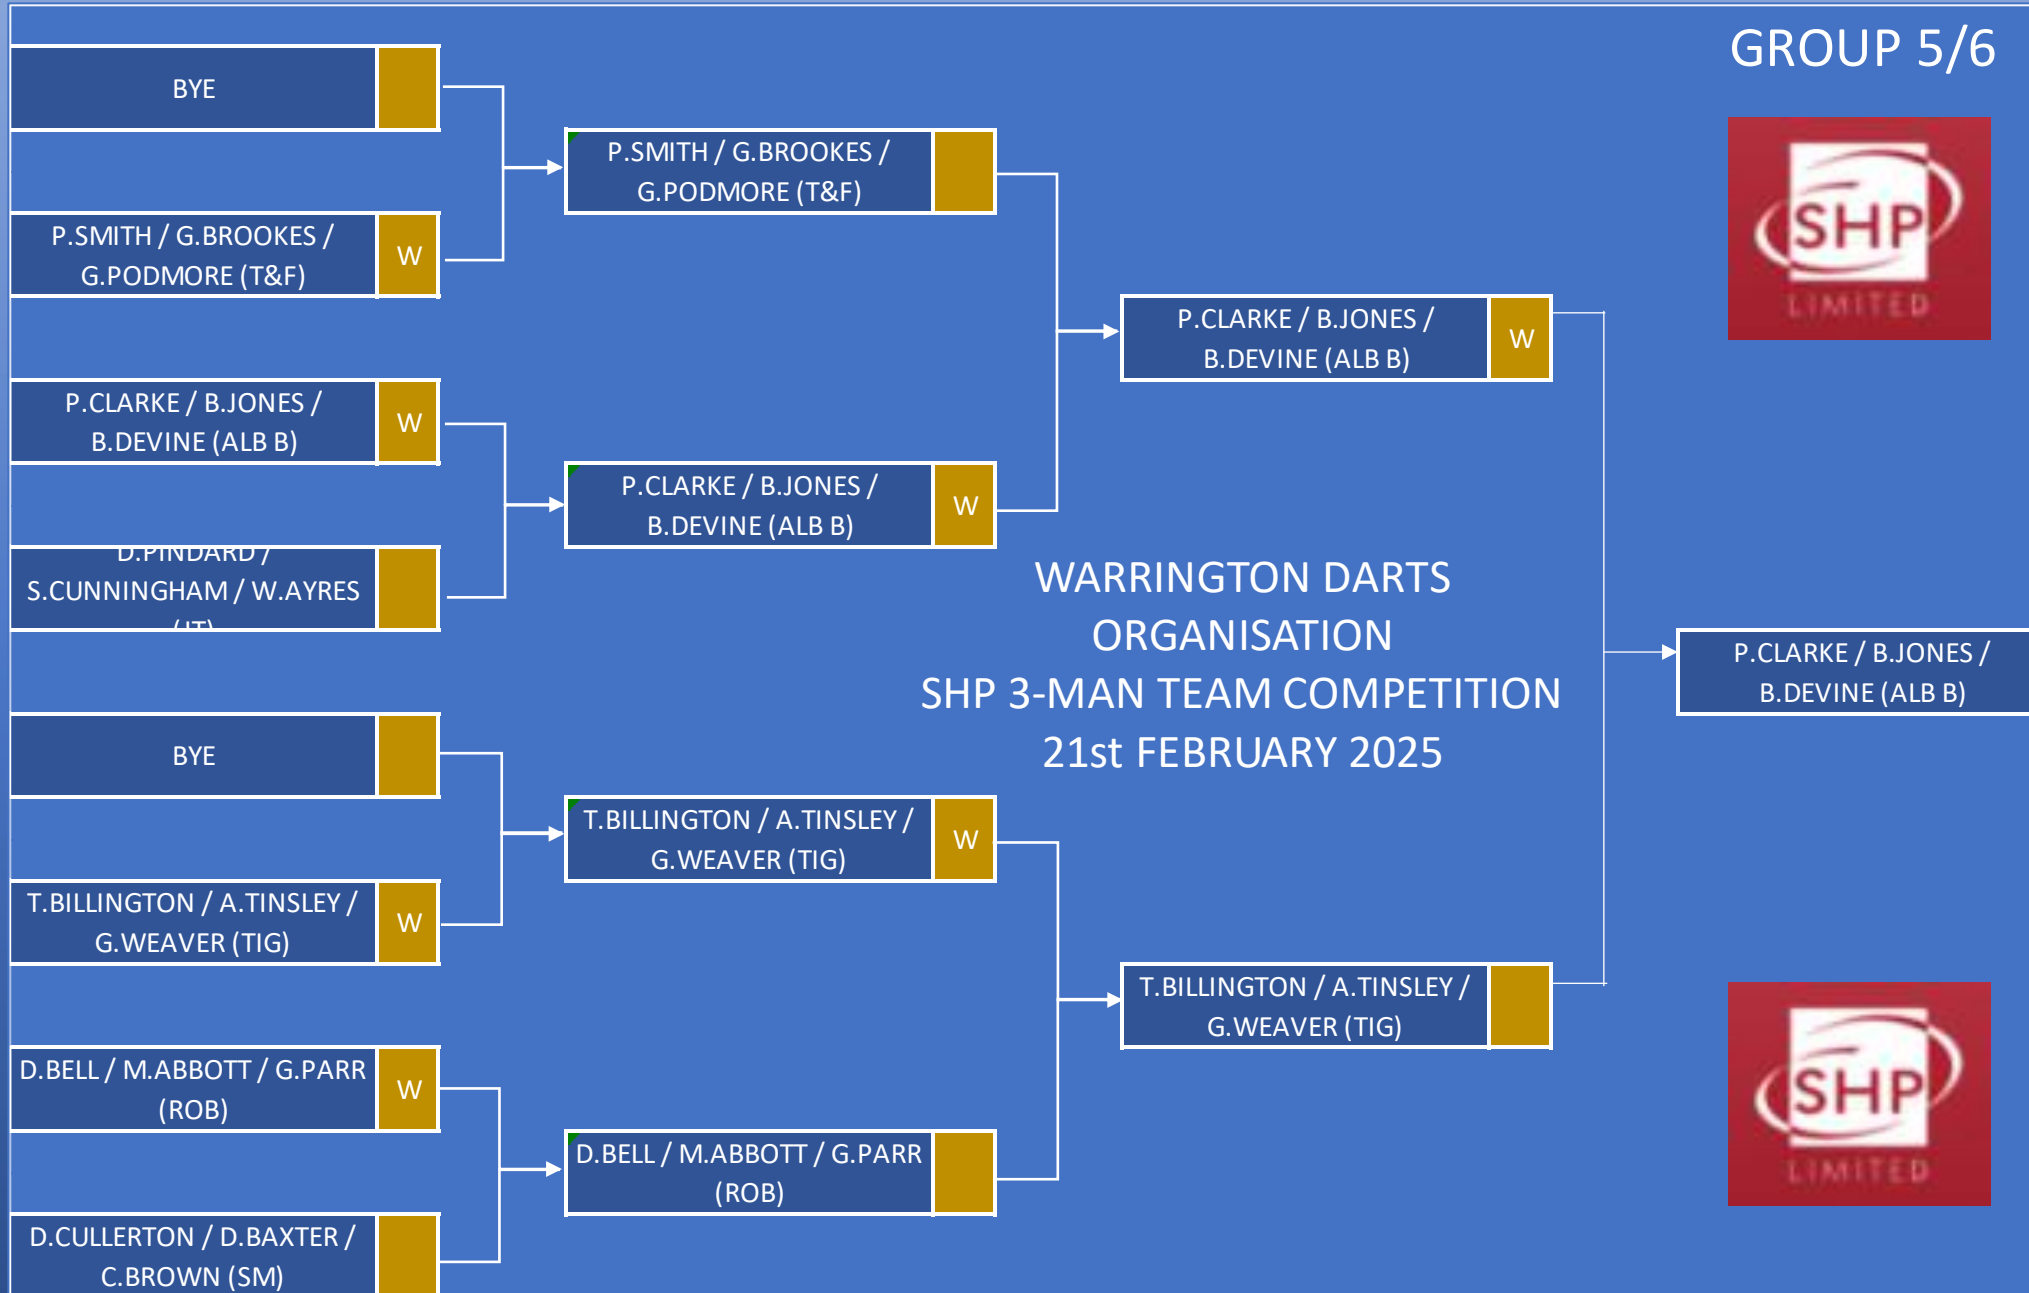 GROUP 5/6
BYE
P.SMITH / G.BROOKES /
G.PODMORE (T&F)
W
P.CLARKE / B.JONES /
B.DEVINE (ALB B)
W
D.PINDARD /
S.CUNNINGHAM / W.AYRES
(JT)
BYE
T.BILLINGTON / A.TINSLEY /
G.WEAVER (TIG)
W
D.BELL / M.ABBOTT / G.PARR
(ROB)
W
D.CULLERTON / D.BAXTER /
C.BROWN (SM)
P.SMITH / G.BROOKES /
G.PODMORE (T&F)
P.CLARKE / B.JONES /
B.DEVINE (ALB B)
W
T.BILLINGTON / A.TINSLEY /
G.WEAVER (TIG)
W
D.BELL / M.ABBOTT / G.PARR
(ROB)
P.CLARKE / B.JONES /
B.DEVINE (ALB B)
W
T.BILLINGTON / A.TINSLEY /
G.WEAVER (TIG)
WARRINGTON DARTS
ORGANISATION
SHP 3-MAN TEAM COMPETITION
21st FEBRUARY 2025
P.CLARKE / B.JONES /
B.DEVINE (ALB B)
SHP
LIMITED
SHP
LIMITED